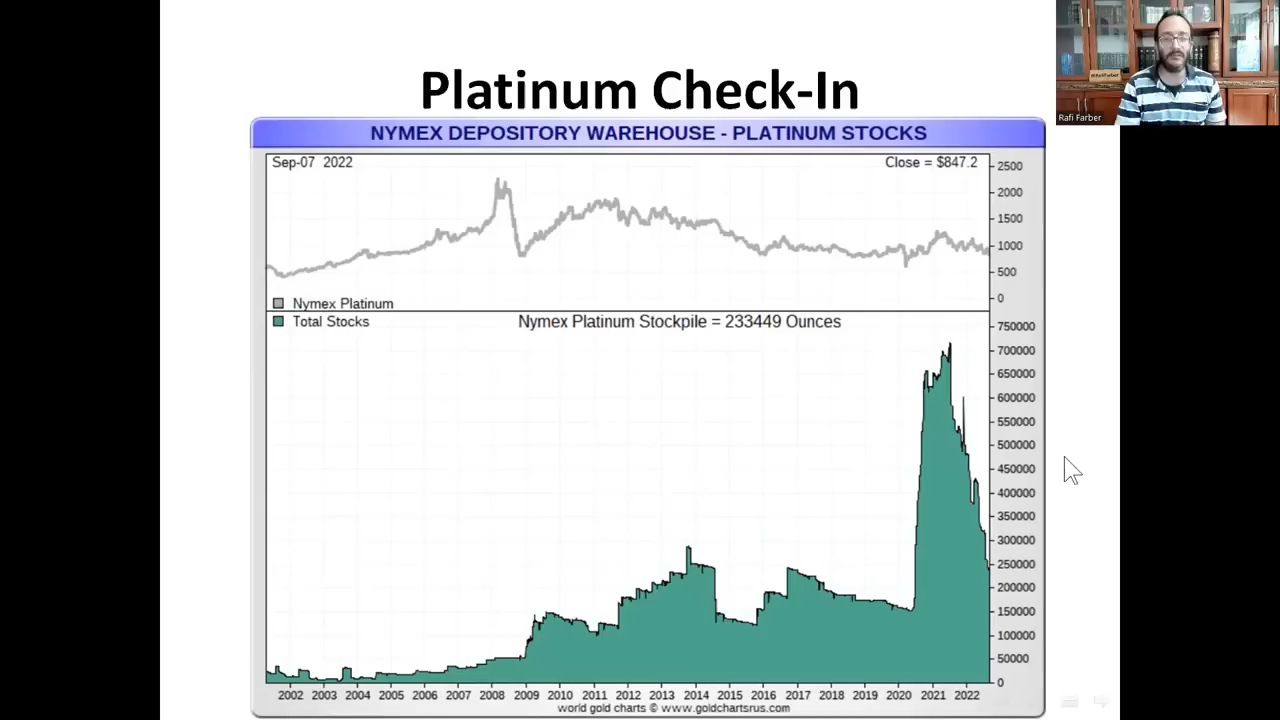 Platinum Check-In
@RafiFarber
Rafi Farber
NYMEX DEPOSITORY WAREHOUSE - PLATINUM STOCKS
Sep-07 2022
Close = $847.2
2500
2000
1500
1000
500
0
Nymex Platinum
Total Stocks
Nymex Platinum Stockpile = 233449 Ounces
750000
700000
650000
600000
550000
500000
450000
400000
350000
300000
250000
200000
150000
100000
50000
0
2002 2003 2004 2005 2006 2007 2008 2009 2010 2011 2012 2013 2014 2015 2016 2017 2018 2019 2020 2021 2022
world gold charts © www.goldchartsrus.com